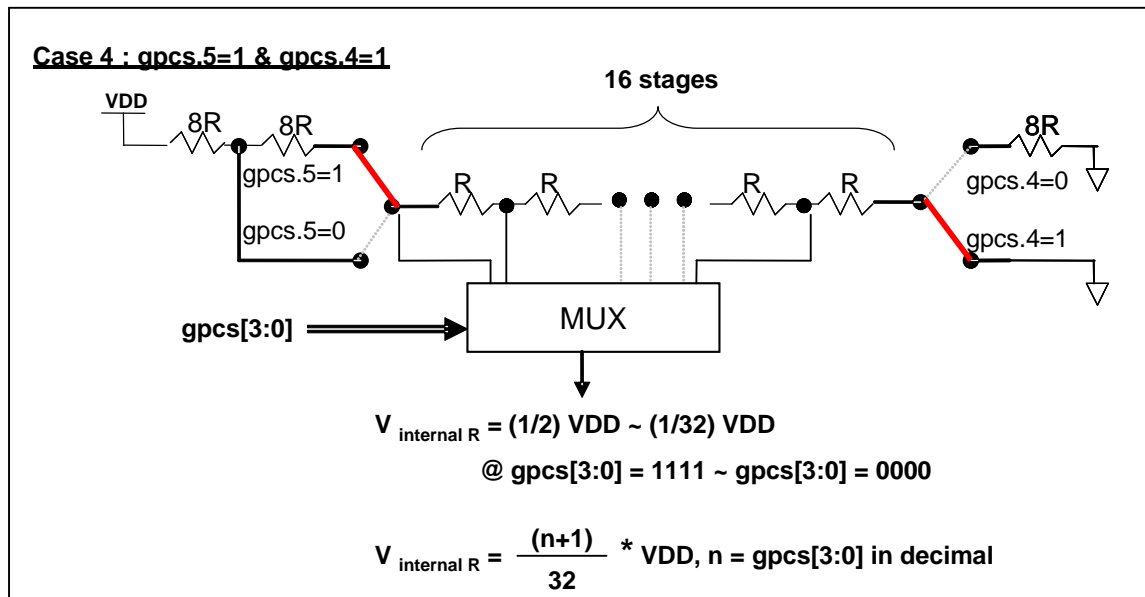 Case 4 : gpcs.5=1 & gpcs.4=1
16 stages
VDD
8R 8R 8R
gpcs.5=1
R R R R
gpcs.4=0
gpcs.5=0
gpcs.4=1
MUX
gpcs[3:0]
V internal R = (1/2) VDD ~ (1/32) VDD
@ gpcs[3:0] = 1111 ~ gpcs[3:0] = 0000
V internal R = (n+1) / 32 * VDD, n = gpcs[3:0] in decimal